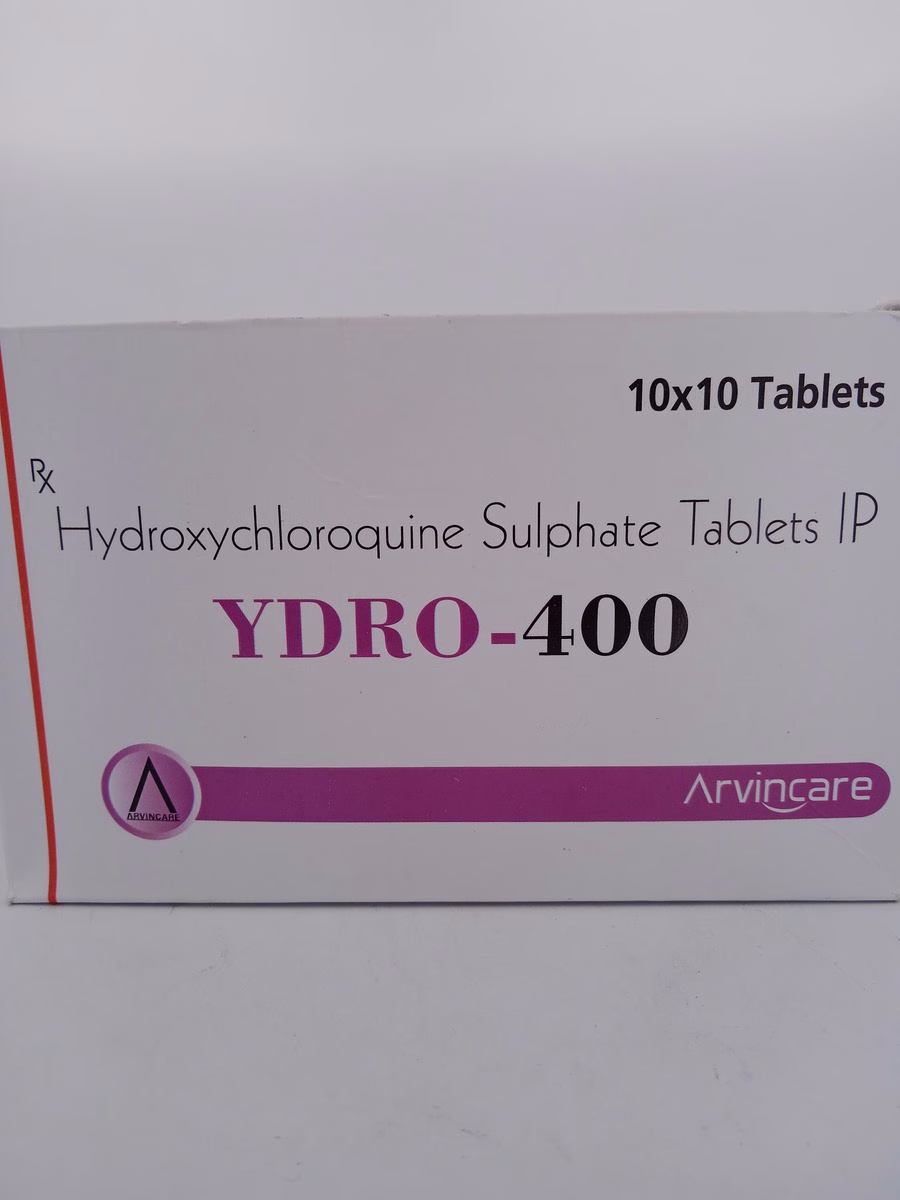 10x10 Tablets
Rx
Hydroxychloroquine Sulphate Tablets IP
YDRO-400
ARVINCARE
Arvincare